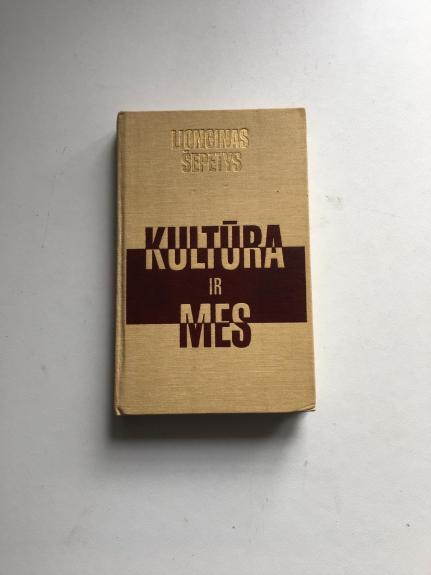 LIONGINAS
ŠEPETYS
KULTŪRA
IR
MES